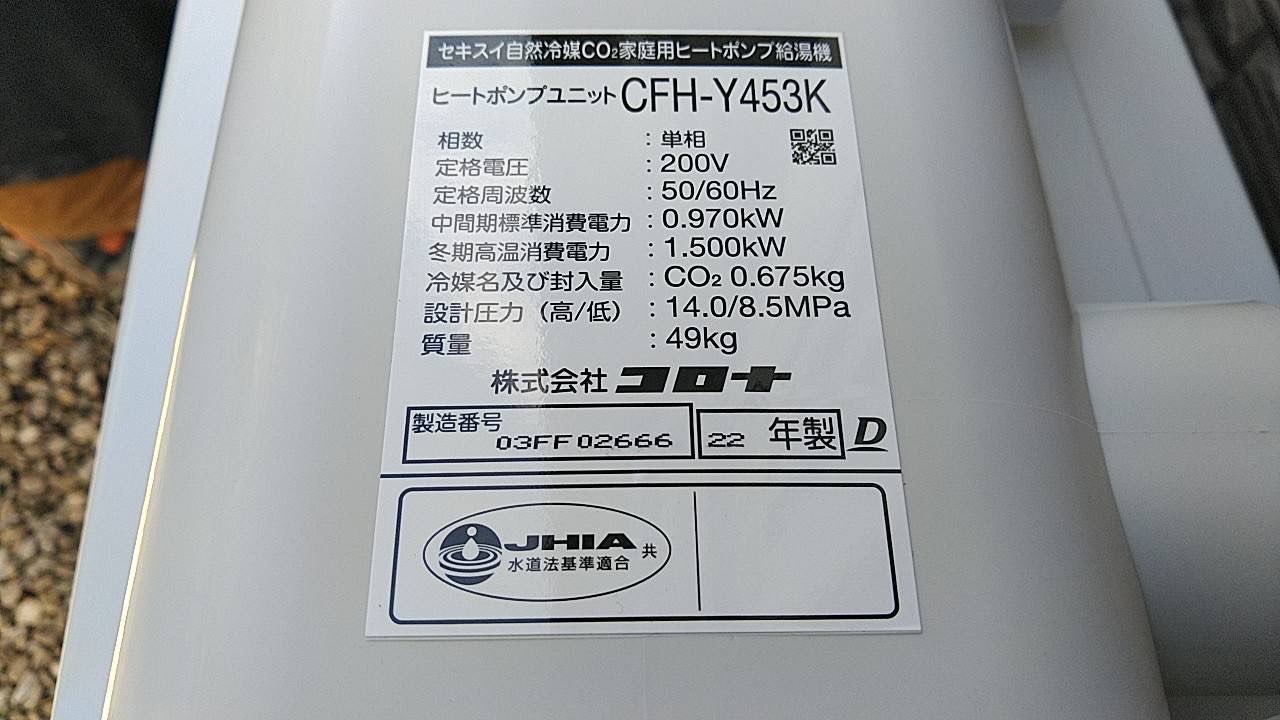 セキスイ自然冷媒CO₂家庭用ヒートポンプ給湯機
ヒートポンプユニット CFH-Y453K
相数 : 単相
定格電圧 : 200V
定格周波数 : 50/60Hz
中間期標準消費電力 : 0.970kW
冬期高温消費電力 : 1.500kW
冷媒名及び封入量 : CO₂ 0.675kg
設計圧力（高/低） : 14.0/8.5MPa
質量 : 49kg
株式会社 コロナ
製造番号 03FF02666 22 年製 D
JHIA 共
水道法基準適合